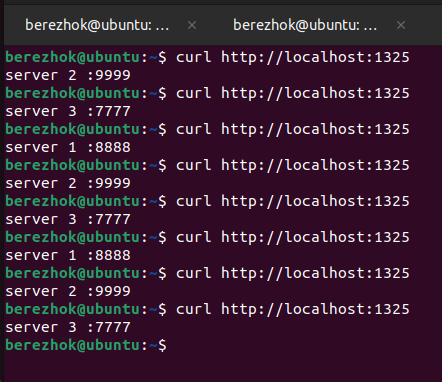 berezhok@ubuntu: ~... × berezhok@ubuntu: ~... ×
berezhok@ubuntu:~$ curl http://localhost:1325
server 2 :9999
berezhok@ubuntu:~$ curl http://localhost:1325
server 3 :7777
berezhok@ubuntu:~$ curl http://localhost:1325
server 1 :8888
berezhok@ubuntu:~$ curl http://localhost:1325
server 2 :9999
berezhok@ubuntu:~$ curl http://localhost:1325
server 3 :7777
berezhok@ubuntu:~$ curl http://localhost:1325
server 1 :8888
berezhok@ubuntu:~$ curl http://localhost:1325
server 2 :9999
berezhok@ubuntu:~$ curl http://localhost:1325
server 3 :7777
berezhok@ubuntu:~$